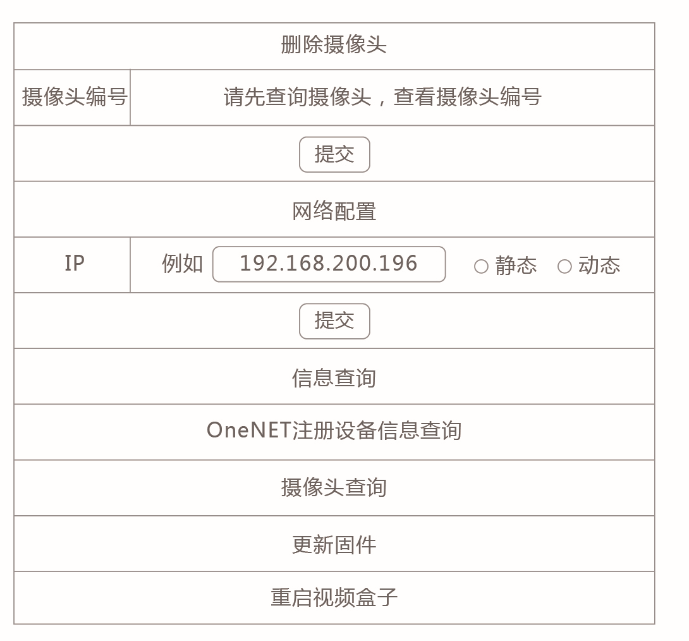 删除摄像头
摄像头编号 请先查询摄像头，查看摄像头编号
提交
网络配置
IP 例如 192.168.200.196 静态 动态
提交
信息查询
OneNET注册设备信息查询
摄像头查询
更新固件
重启视频盒子